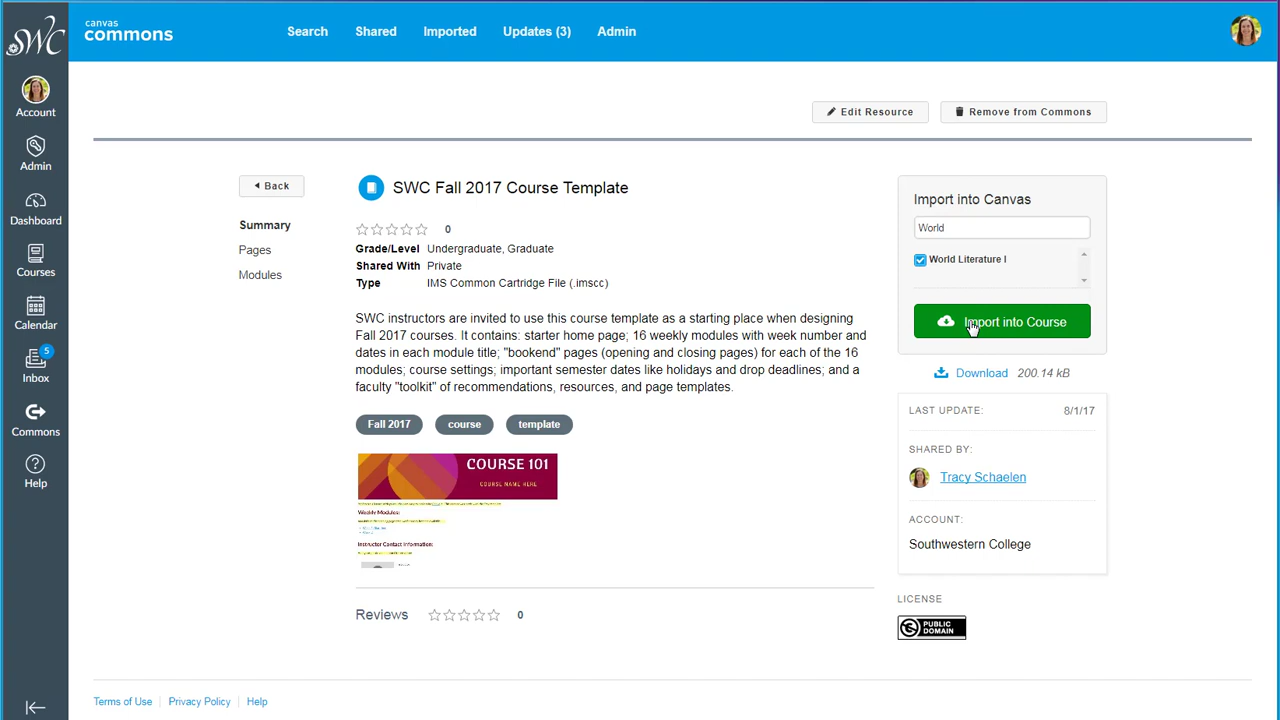 SWC
canvas
commons
Search
Shared
Imported
Updates (3)
Admin
Account
Admin
Dashboard
Courses
Calendar
5
Inbox
Commons
Help
Edit Resource
Remove from Commons
Back
Summary
Pages
Modules
SWC Fall 2017 Course Template
0
Grade/Level Undergraduate, Graduate
Shared With Private
Type IMS Common Cartridge File (.imscc)
SWC instructors are invited to use this course template as a starting place when designing
Fall 2017 courses. It contains: starter home page; 16 weekly modules with week number and
dates in each module title; "bookend" pages (opening and closing pages) for each of the 16
modules; course settings; important semester dates like holidays and drop deadlines; and a
faculty "toolkit" of recommendations, resources, and page templates.
Fall 2017
course
template
COURSE 101
COURSE NAME HERE
Weekly Modules:
Instructor Contact Information:
Reviews
0
Import into Canvas
World
World Literature I
Import into Course
Download 200.14 kB
LAST UPDATE: 8/1/17
SHARED BY:
Tracy Schaelen
ACCOUNT:
Southwestern College
LICENSE
PUBLIC
DOMAIN
Terms of Use
Privacy Policy
Help